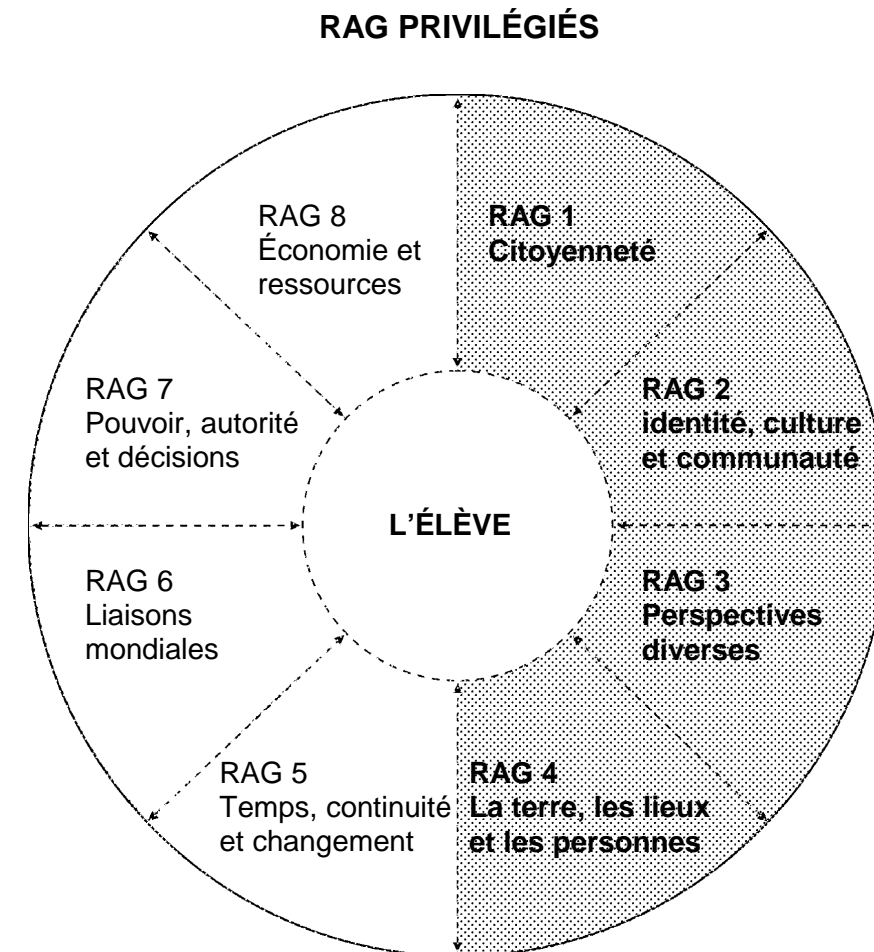 RAG PRIVILÉGIÉS
RAG 8
Économie et
ressources
RAG 1
Citoyenneté
RAG 7
Pouvoir, autorité
et décisions
RAG 2
identité, culture
et communauté
L'ÉLÈVE
RAG 6
Liaisons
mondiales
RAG 3
Perspectives
diverses
RAG 5
Temps, continuité
et changement
RAG 4
La terre, les lieux
et les personnes